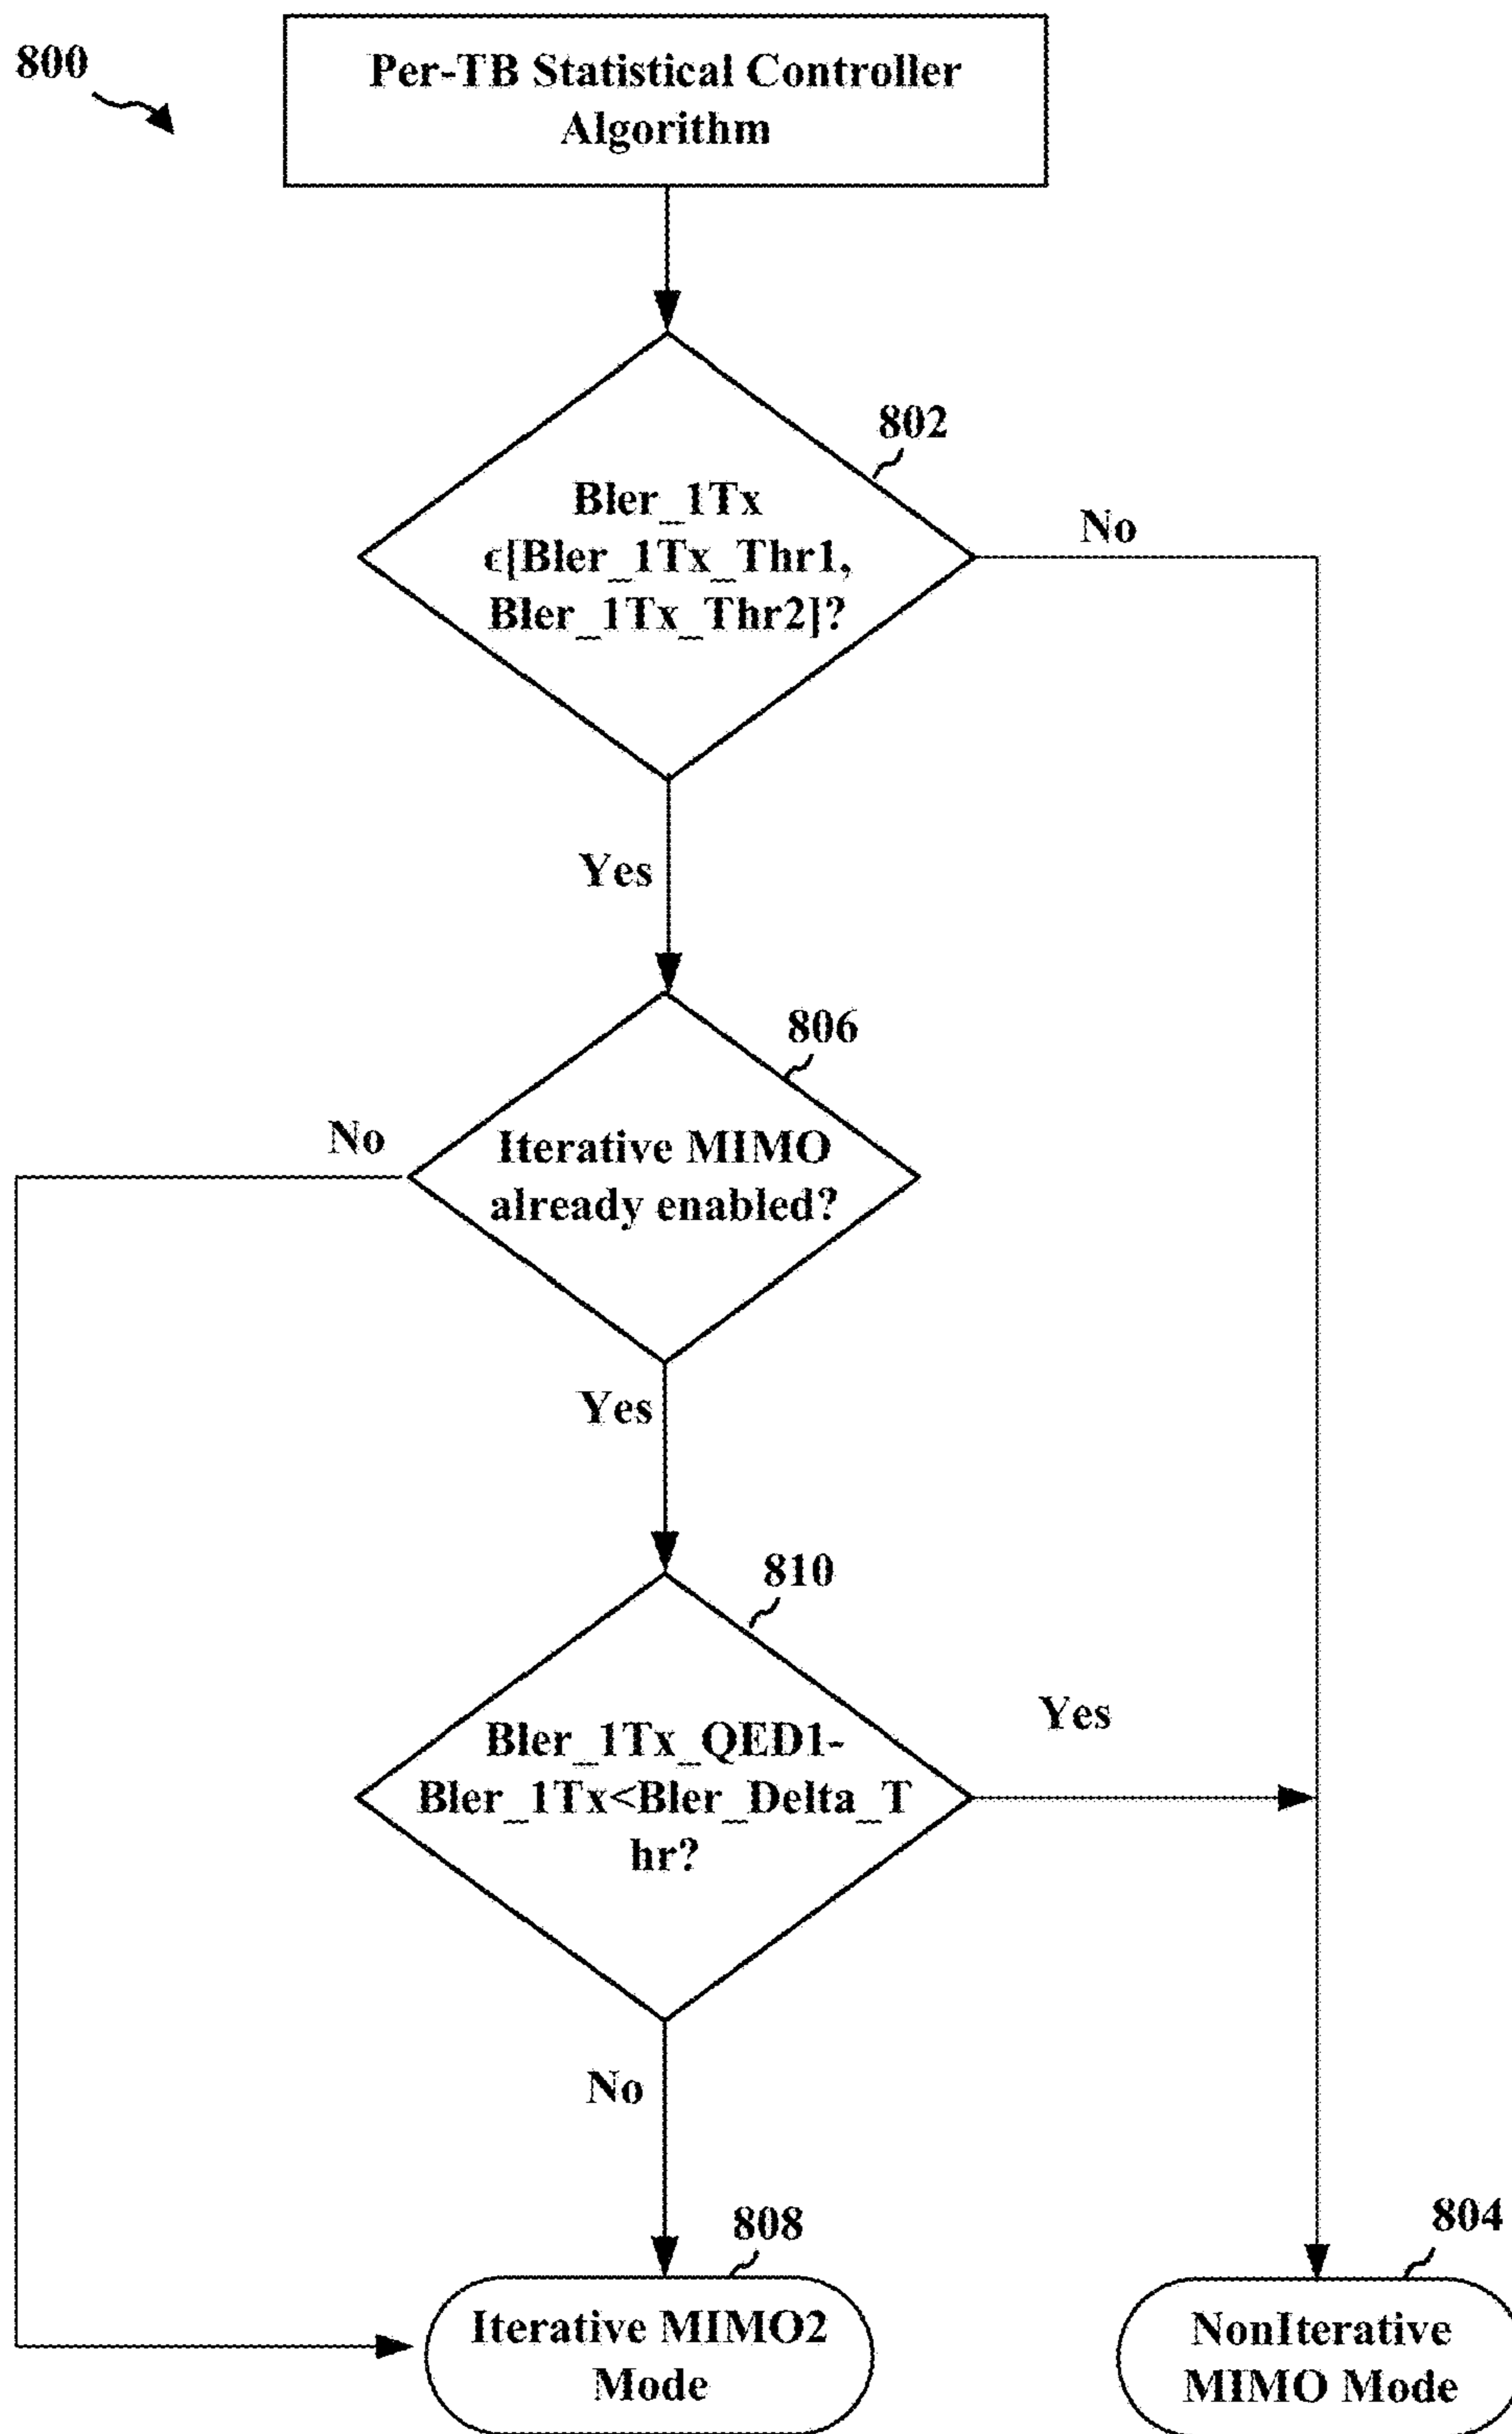 800
Per-TB Statistical Controller
Algorithm
802
Bler_1Tx
ϵ[Bler_1Tx_Thr1,
Bler_1Tx_Thr2]?
No
Yes
806
No
Iterative MIMO
already enabled?
Yes
810
Bler_1Tx_QED1-
Bler_1Tx<Bler_Delta_T
hr?
Yes
No
808
Iterative MIMO2
Mode
804
NonIterative
MIMO Mode